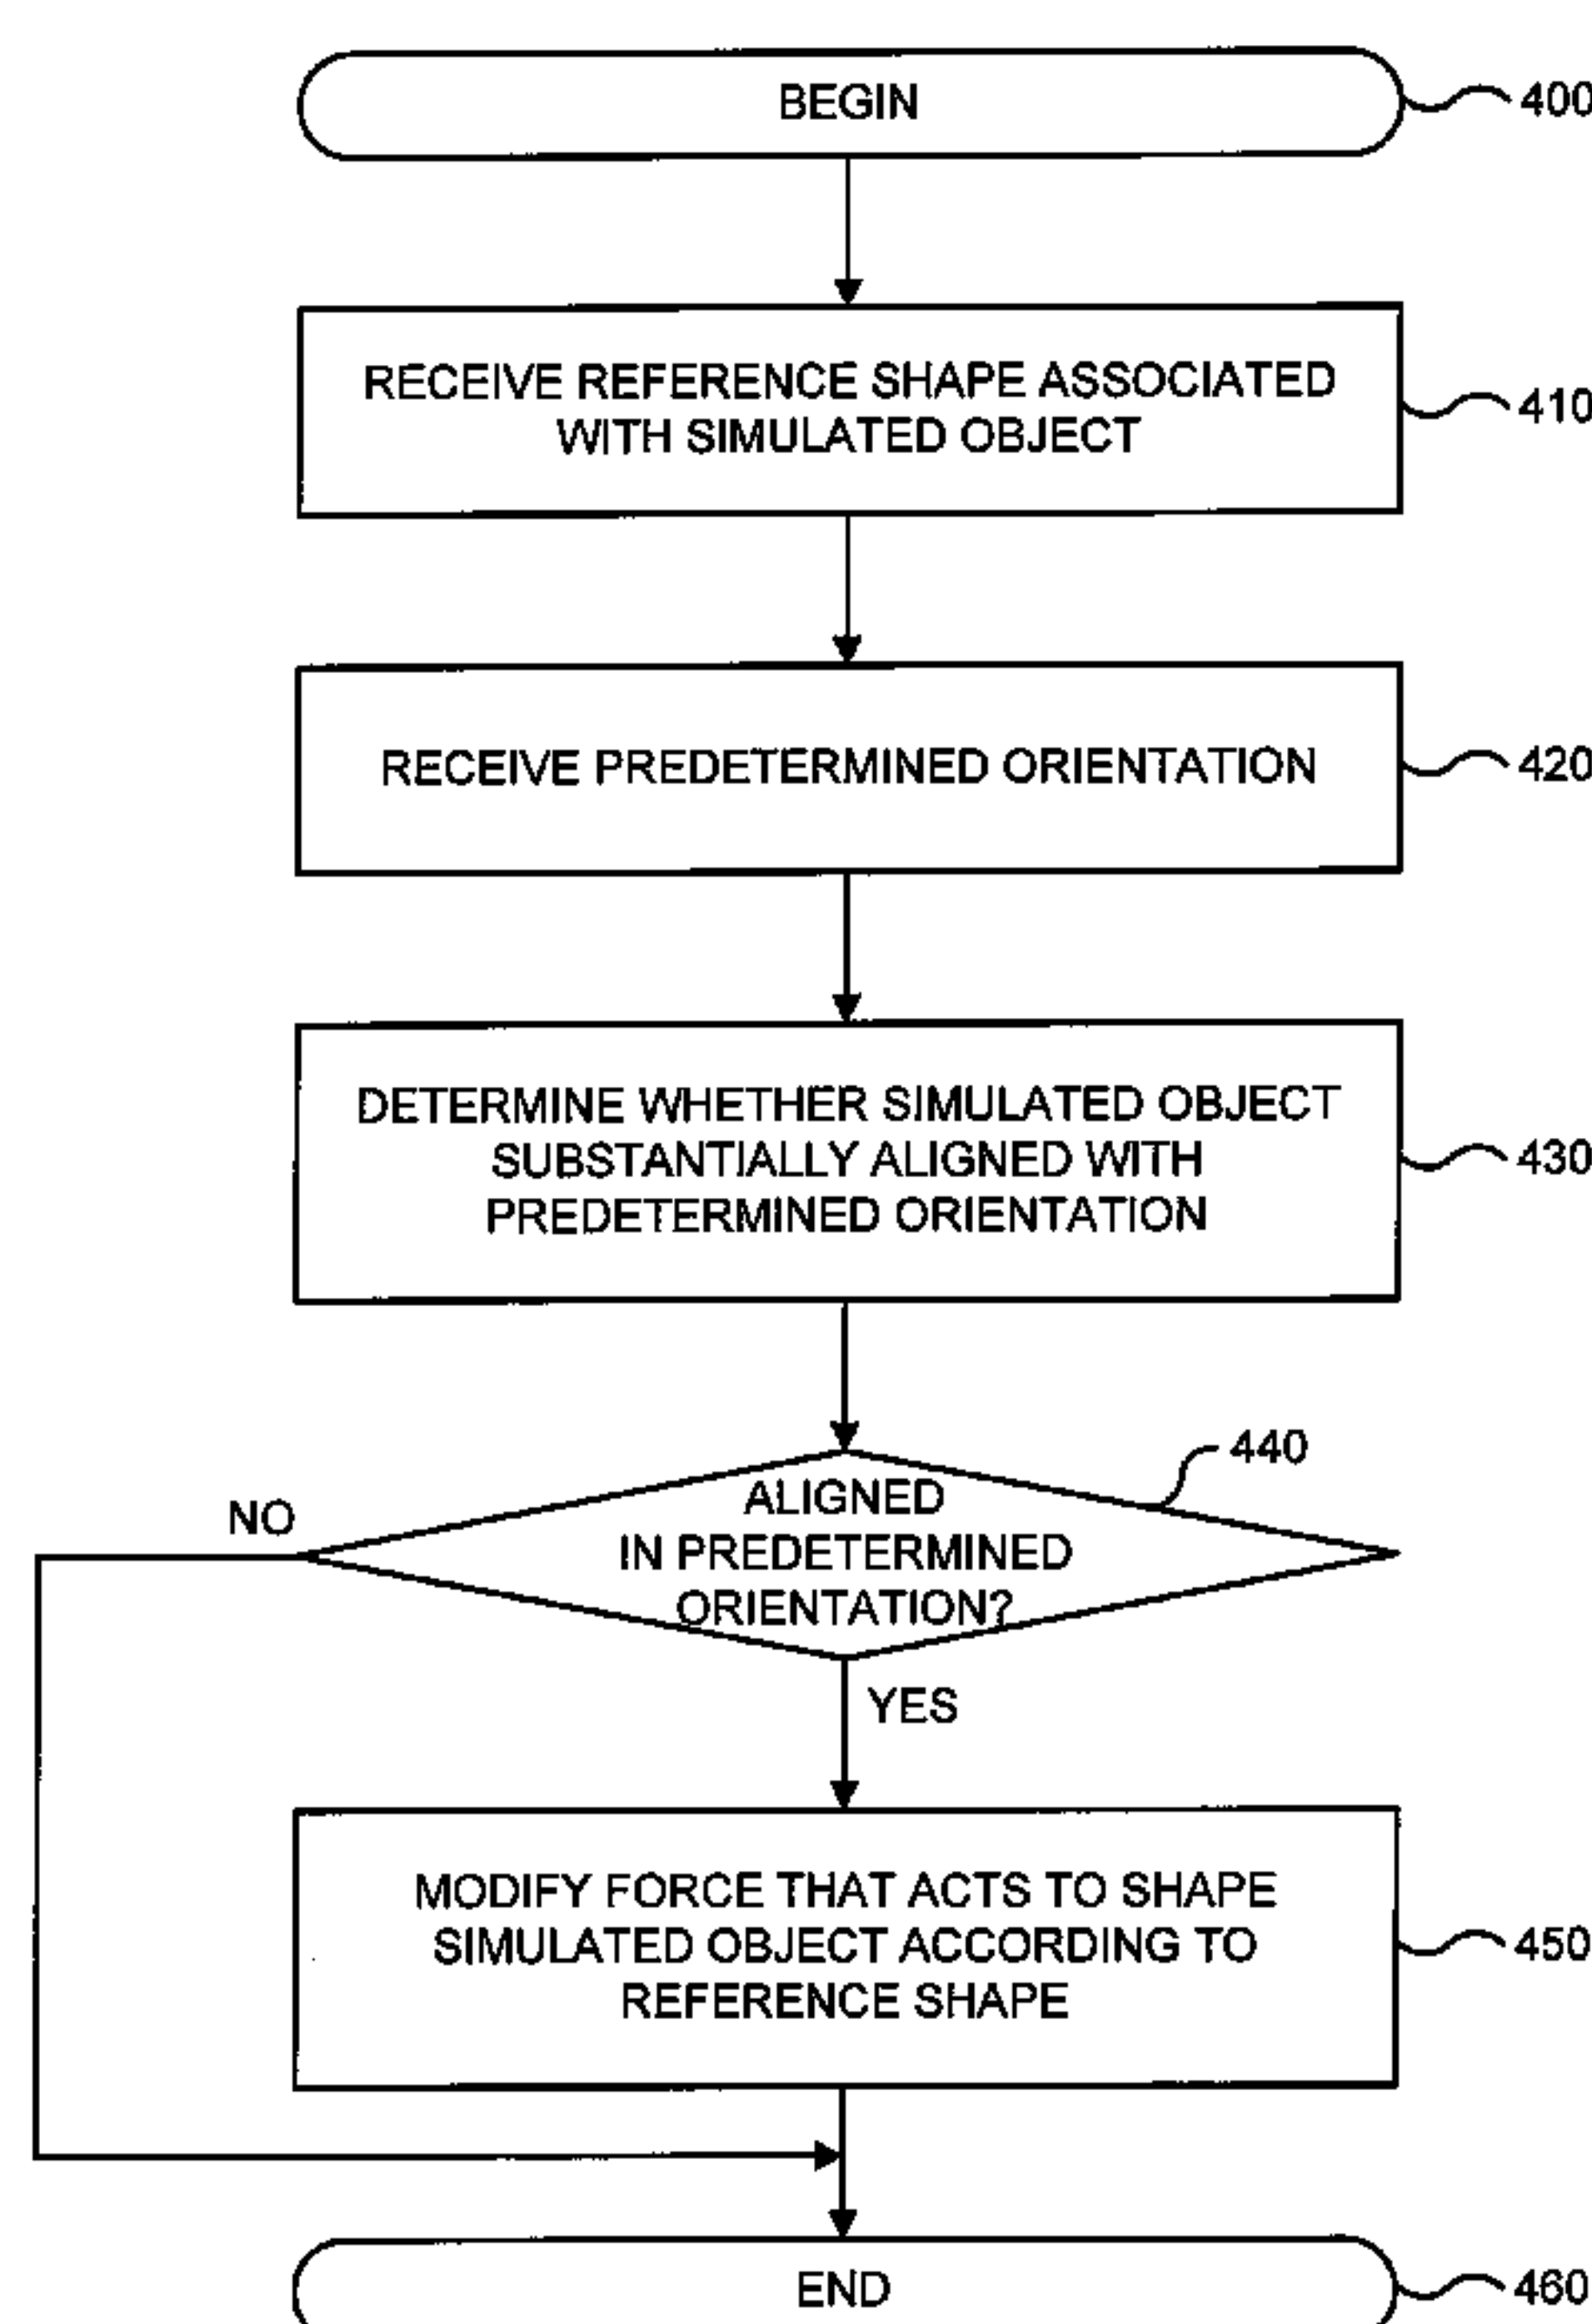 BEGIN
400
RECEIVE REFERENCE SHAPE ASSOCIATED
WITH SIMULATED OBJECT
410
RECEIVE PREDETERMINED ORIENTATION
420
DETERMINE WHETHER SIMULATED OBJECT
SUBSTANTIALLY ALIGNED WITH
PREDETERMINED ORIENTATION
430
440
NO
ALIGNED
IN PREDETERMINED
ORIENTATION?
YES
MODIFY FORCE THAT ACTS TO SHAPE
SIMULATED OBJECT ACCORDING TO
REFERENCE SHAPE
450
END
460